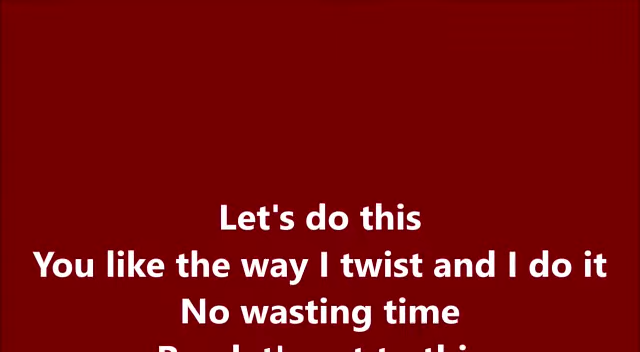 Let's do this
You like the way I twist and I do it
No wasting time